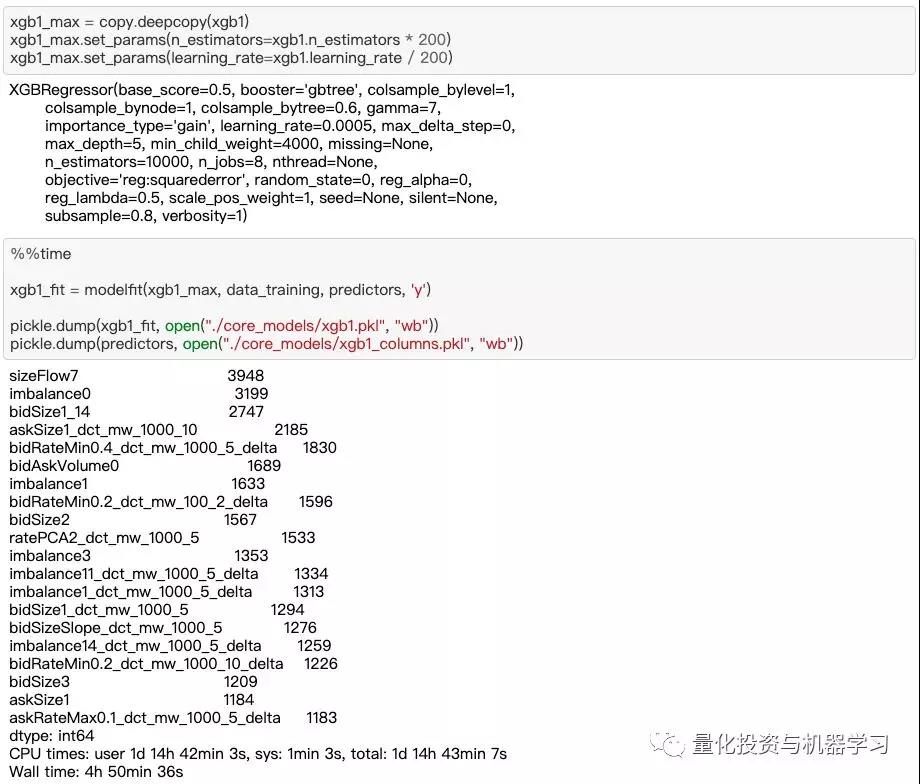 xgb1_max = copy.deepcopy(xgb1)
xgb1_max.set_params(n_estimators=xgb1.n_estimators * 200)
xgb1_max.set_params(learning_rate=xgb1.learning_rate / 200)
XGBRegressor(base_score=0.5, booster='gbtree', colsample_bylevel=1,
colsample_bynode=1, colsample_bytree=0.6, gamma=7,
importance_type='gain', learning_rate=0.0005, max_delta_step=0,
max_depth=5, min_child_weight=4000, missing=None,
n_estimators=10000, n_jobs=8, nthread=None,
objective='reg:squarederror', random_state=0, reg_alpha=0,
reg_lambda=0.5, scale_pos_weight=1, seed=None, silent=None,
subsample=0.8, verbosity=1)
%%time
xgb1_fit = modelfit(xgb1_max, data_training, predictors, 'y')
pickle.dump(xgb1_fit, open("./core_models/xgb1.pkl", "wb"))
pickle.dump(predictors, open("./core_models/xgb1_columns.pkl", "wb"))
sizeFlow7 3948
imbalance0 3199
bidSize1_14 2747
askSize1_dct_mw_1000_10 2185
bidRateMin0.4_dct_mw_1000_5_delta 1830
bidAskVolume0 1689
imbalance1 1633
bidRateMin0.2_dct_mw_100_2_delta 1596
bidSize2 1567
ratePCA2_dct_mw_1000_5 1533
imbalance3 1353
imbalance11_dct_mw_1000_5_delta 1334
imbalance1_dct_mw_1000_5_delta 1313
bidSize1_dct_mw_1000_5 1294
bidSizeSlope_dct_mw_1000_5 1276
imbalance14_dct_mw_1000_5_delta 1259
bidRateMin0.2_dct_mw_1000_10_delta 1226
bidSize3 1209
askSize1 1184
askRateMax0.1_dct_mw_1000_5_delta 1183
dtype: int64
CPU times: user 1d 14h 42min 3s, sys: 1min 3s, total: 1d 14h 43min 7s
Wall time: 4h 50min 36s
量化投资与机器学习